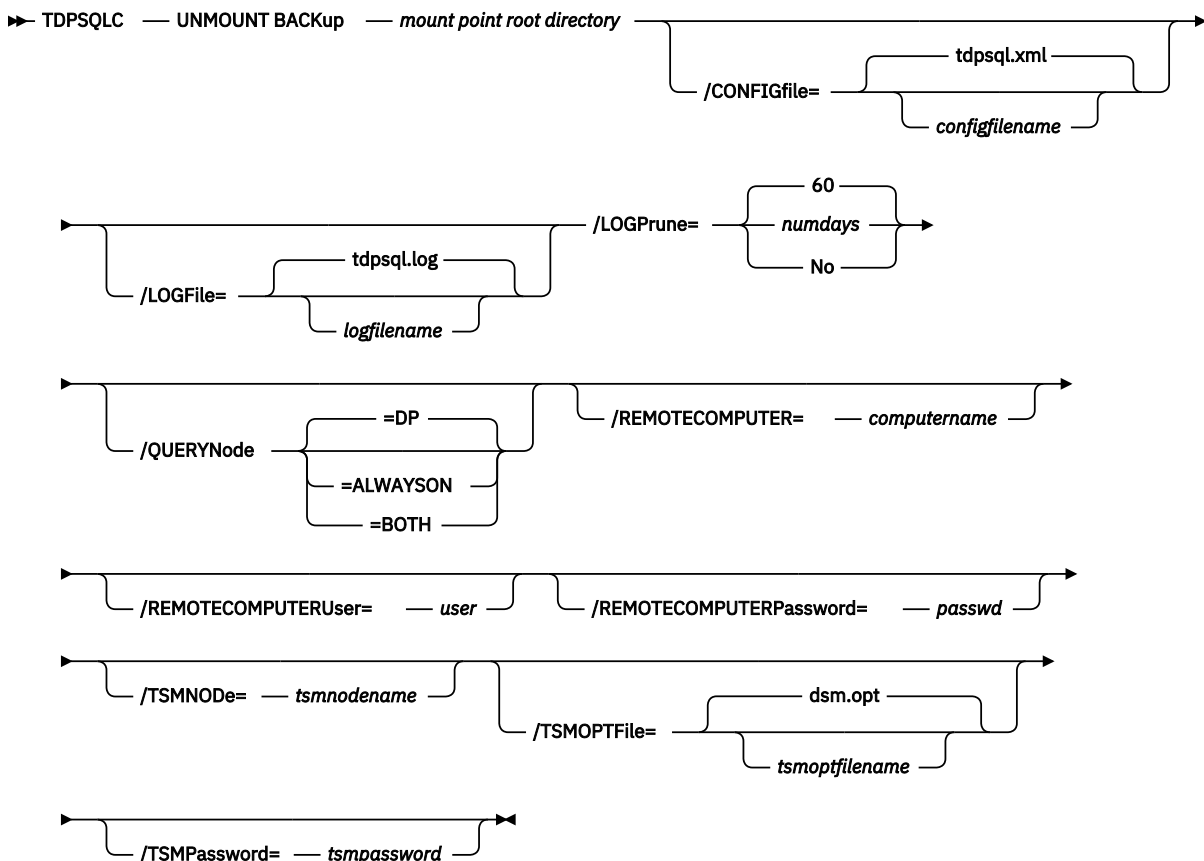 TDPSQLC UNMOUNT BACKup mount point root directory
tdpsql.xml
/CONFIGfile=
configfilename
60
/LOGPrune= numdays
No
tdpsql.log
/LOGFile=
logfilename
=DP
/QUERYNode
=ALWAYSON
=BOTH
/REMOTECOMPUTER= computername
/REMOTECOMPUTERUser= user /REMOTECOMPUTERPassword= passwd
/TSMNODe= tsmnodename
dsm.opt
/TSMOPTFile=
tsmoptfilename
/TSMPassword= tsmpassword